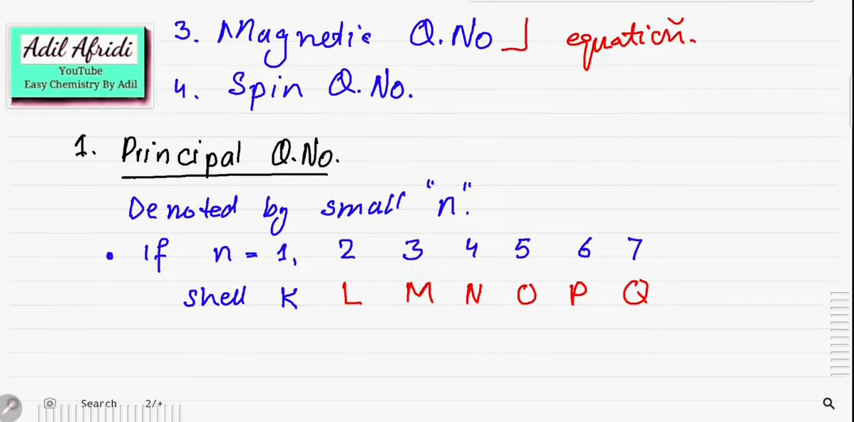 3. Magnetic Q.No equation.
Adil Afridi
YouTube
Easy Chemistry By Adil
4. Spin Q.No.
1. Principal Q.No.
Denoted by small "n".
• If n = 1, 2 3 4 5 6 7
shell K L M N O P Q
Search 2/+